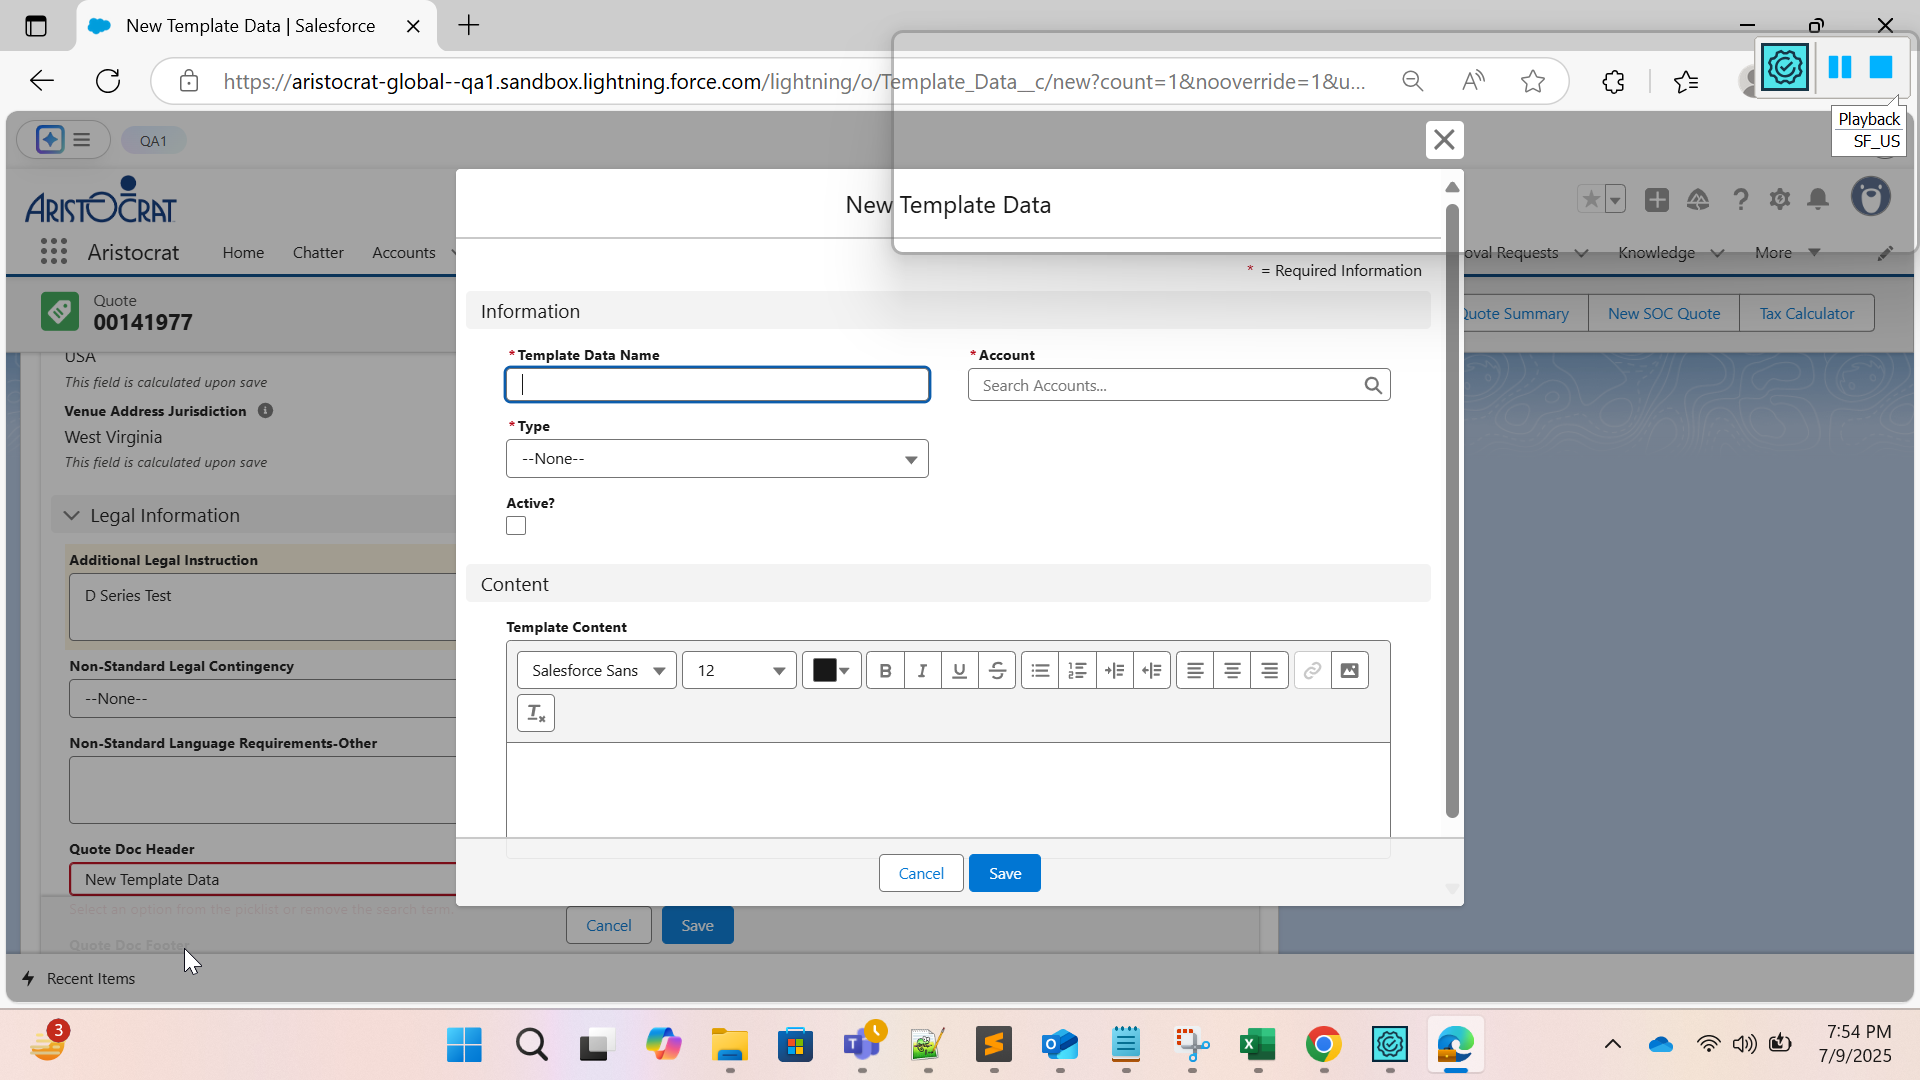 New Template Data | Salesforce
https://aristocrat-global--qa1.sandbox.lightning.force.com/lightning/o/Template_Data__c/new?count=1&nooverride=1&u...
Playback
SF_US
QA1
ARISTOCRAT
Aristocrat
Home
Chatter
Accounts
oval Requests
Knowledge
More
Quote
00141977
Quote Summary
New SOC Quote
Tax Calculator
USA
This field is calculated upon save
Venue Address Jurisdiction
West Virginia
This field is calculated upon save
Legal Information
Additional Legal Instruction
D Series Test
Non-Standard Legal Contingency
--None--
Non-Standard Language Requirements-Other
Quote Doc Header
New Template Data
Select an option from the picklist or remove the search term.
Quote Doc Footer
Cancel
Save
Recent Items
New Template Data
* = Required Information
Information
*Template Data Name
*Account
Search Accounts...
*Type
--None--
Active?
Content
Template Content
Salesforce Sans
12
Cancel
Save
3
7:54 PM
7/9/2025